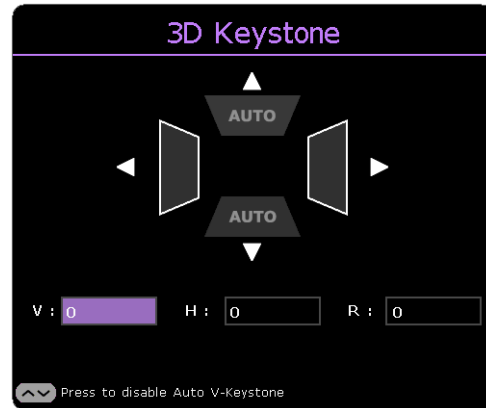 3D Keystone
AUTO
AUTO
V : 0 H : 0 R : 0
Press to disable Auto V-Keystone